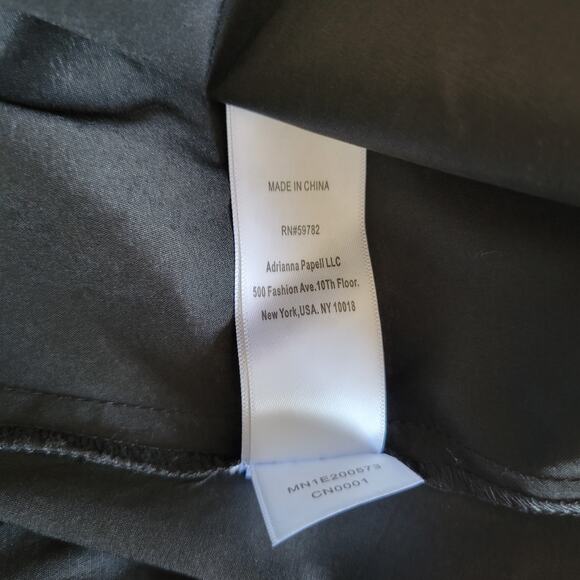 MADE IN CHINA
RN#59782
Adrianna Papell LLC
500 Fashion Ave.10Th Floor.
New York,USA. NY 10018
MN1E200573
CN0001